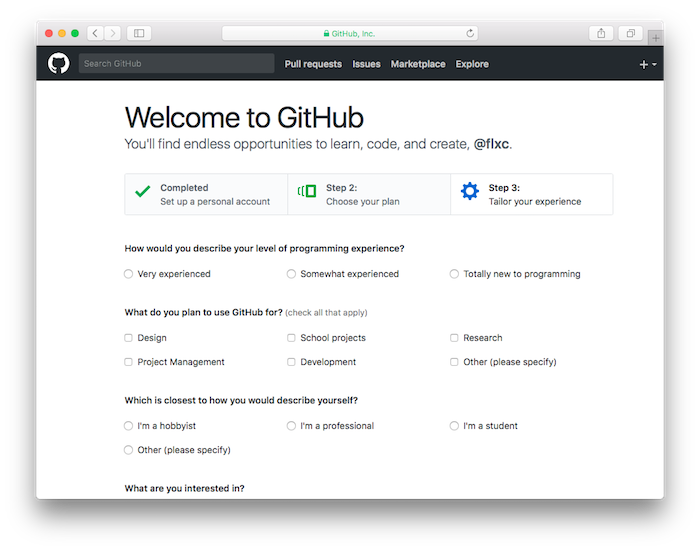 GitHub, Inc.
Search GitHub Pull requests Issues Marketplace Explore
Welcome to GitHub
You'll find endless opportunities to learn, code, and create, @flxc.
Completed
Set up a personal account
Step 2:
Choose your plan
Step 3:
Tailor your experience
How would you describe your level of programming experience?
Very experienced Somewhat experienced Totally new to programming
What do you plan to use GitHub for? (check all that apply)
Design School projects Research
Project Management Development Other (please specify)
Which is closest to how you would describe yourself?
I'm a hobbyist I'm a professional I'm a student
Other (please specify)
What are you interested in?